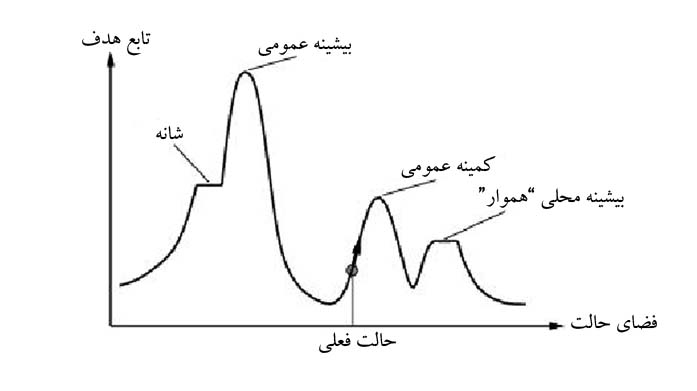 تابع هدف
بیشینه عمومی
شانه
کمینه عمومی
بیشینه محلی “هموار”
فضای حالت
حالت فعلی